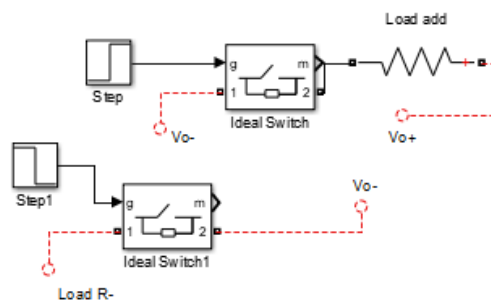 Load add
g m
1 2
Step
Ideal Switch
Vo-
Vo+
g m
1 2
Step1
Ideal Switch1
Vo-
Load R-